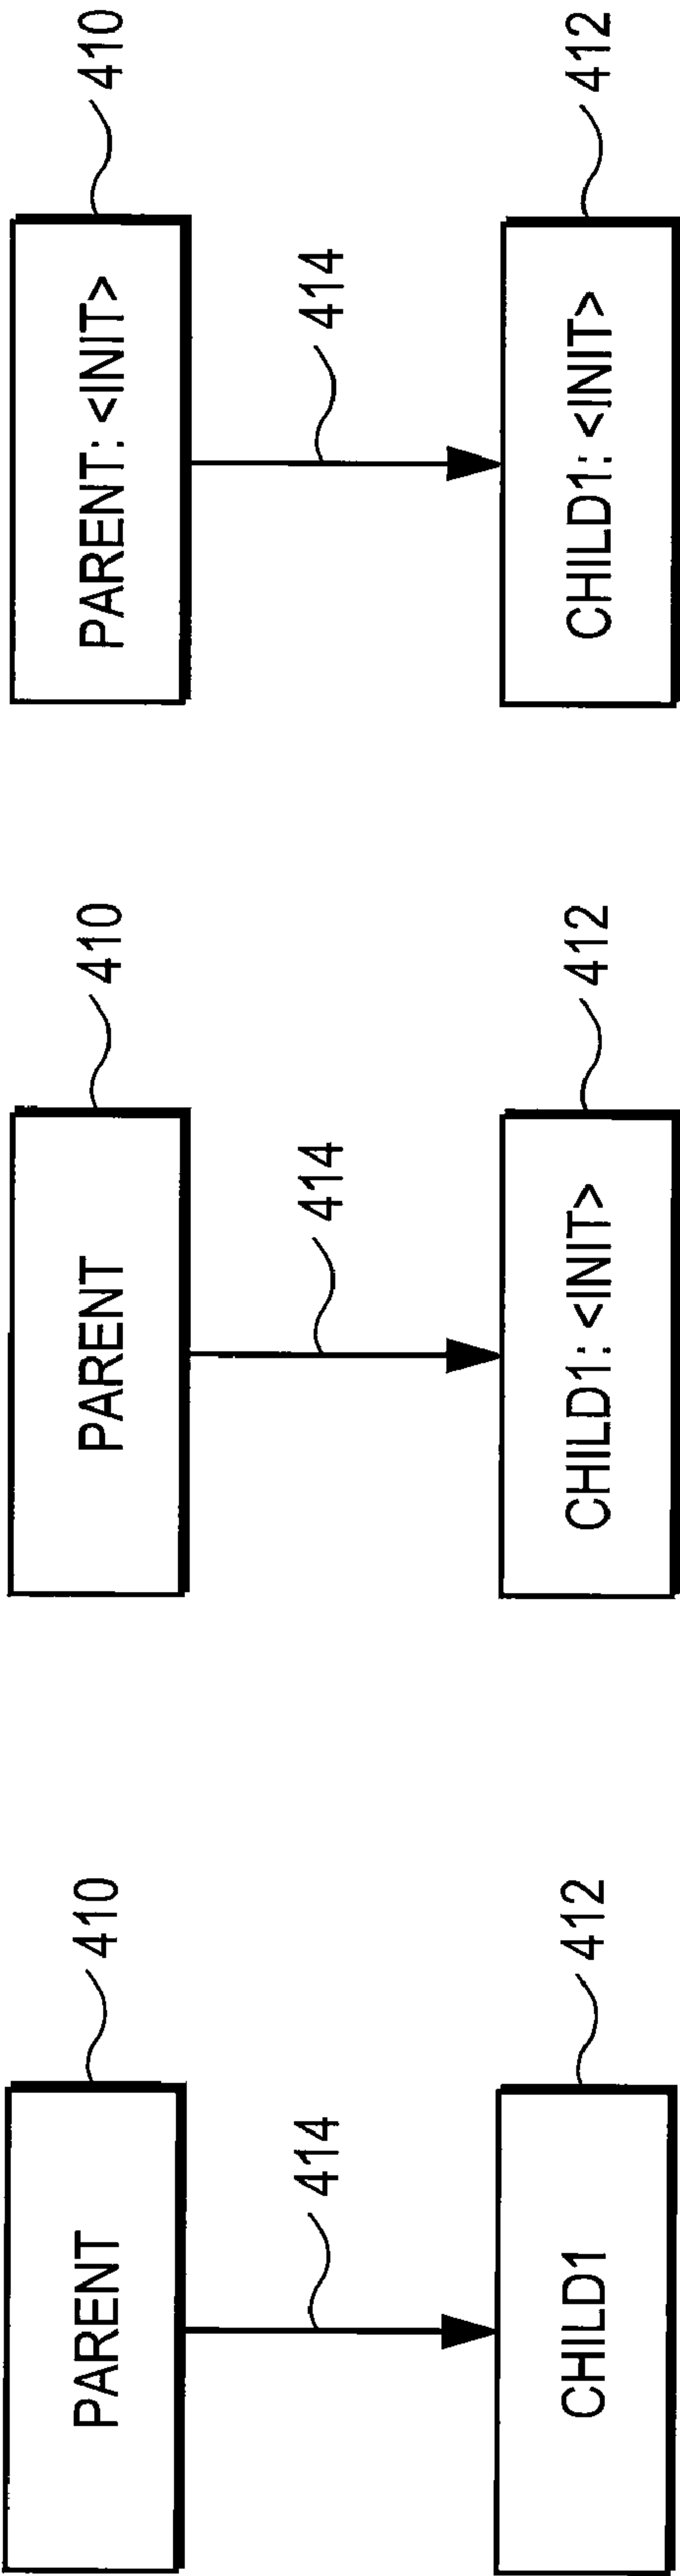 PARENT
410
414
CHILD1
412
PARENT
410
414
CHILD1: <INIT>
412
PARENT: <INIT>
410
414
CHILD1: <INIT>
412